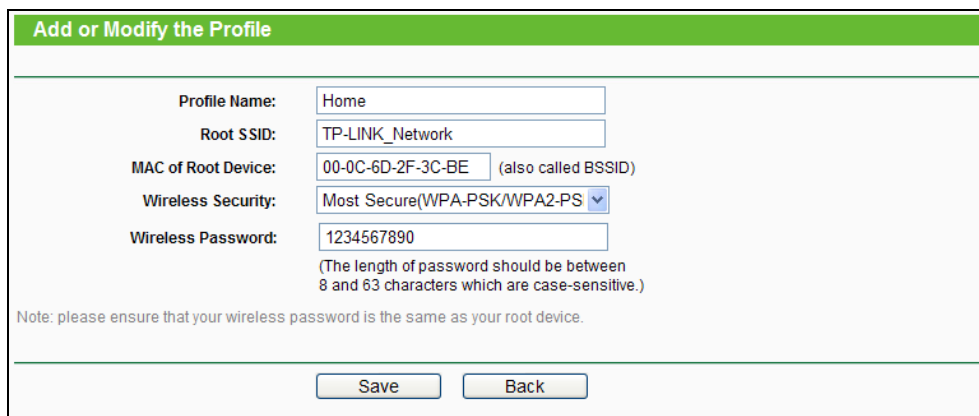 Add or Modify the Profile
Profile Name: Home
Root SSID: TP-LINK_Network
MAC of Root Device: 00-0C-6D-2F-3C-BE (also called BSSID)
Wireless Security: Most Secure(WPA-PSK/WPA2-PS
Wireless Password: 1234567890
(The length of password should be between
8 and 63 characters which are case-sensitive.)
Note: please ensure that your wireless password is the same as your root device.
Save Back